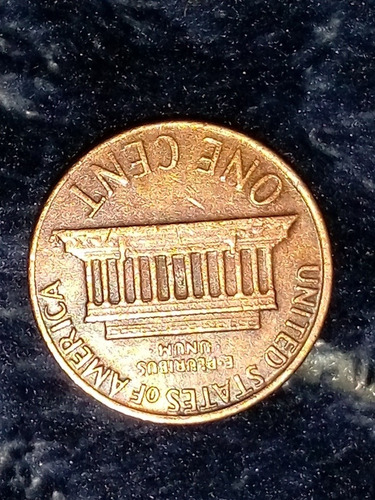 UNITED STATES OF AMERICA
E·PLURIBUS
UNUM
ONE CENT